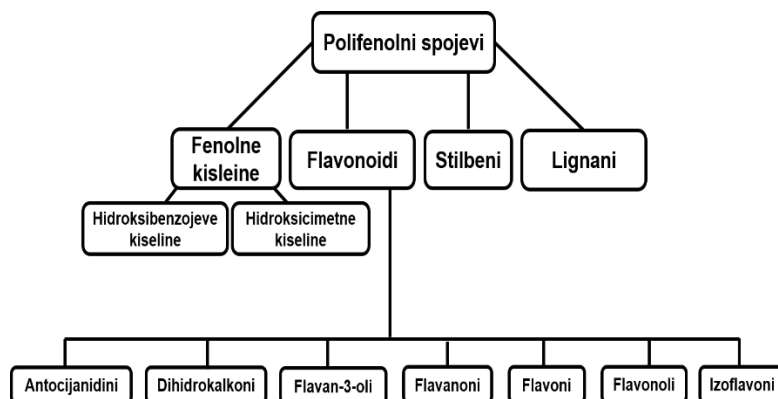 Polifenolni spojevi
Fenolne
kisleine
Flavonoidi
Stilbeni
Lignani
Hidroksibenzojeve
kiseline
Hidroksicimetne
kiseline
Antocijanidini
Dihidrokalkoni
Flavan-3-oli
Flavanoni
Flavoni
Flavonoli
Izoflavoni